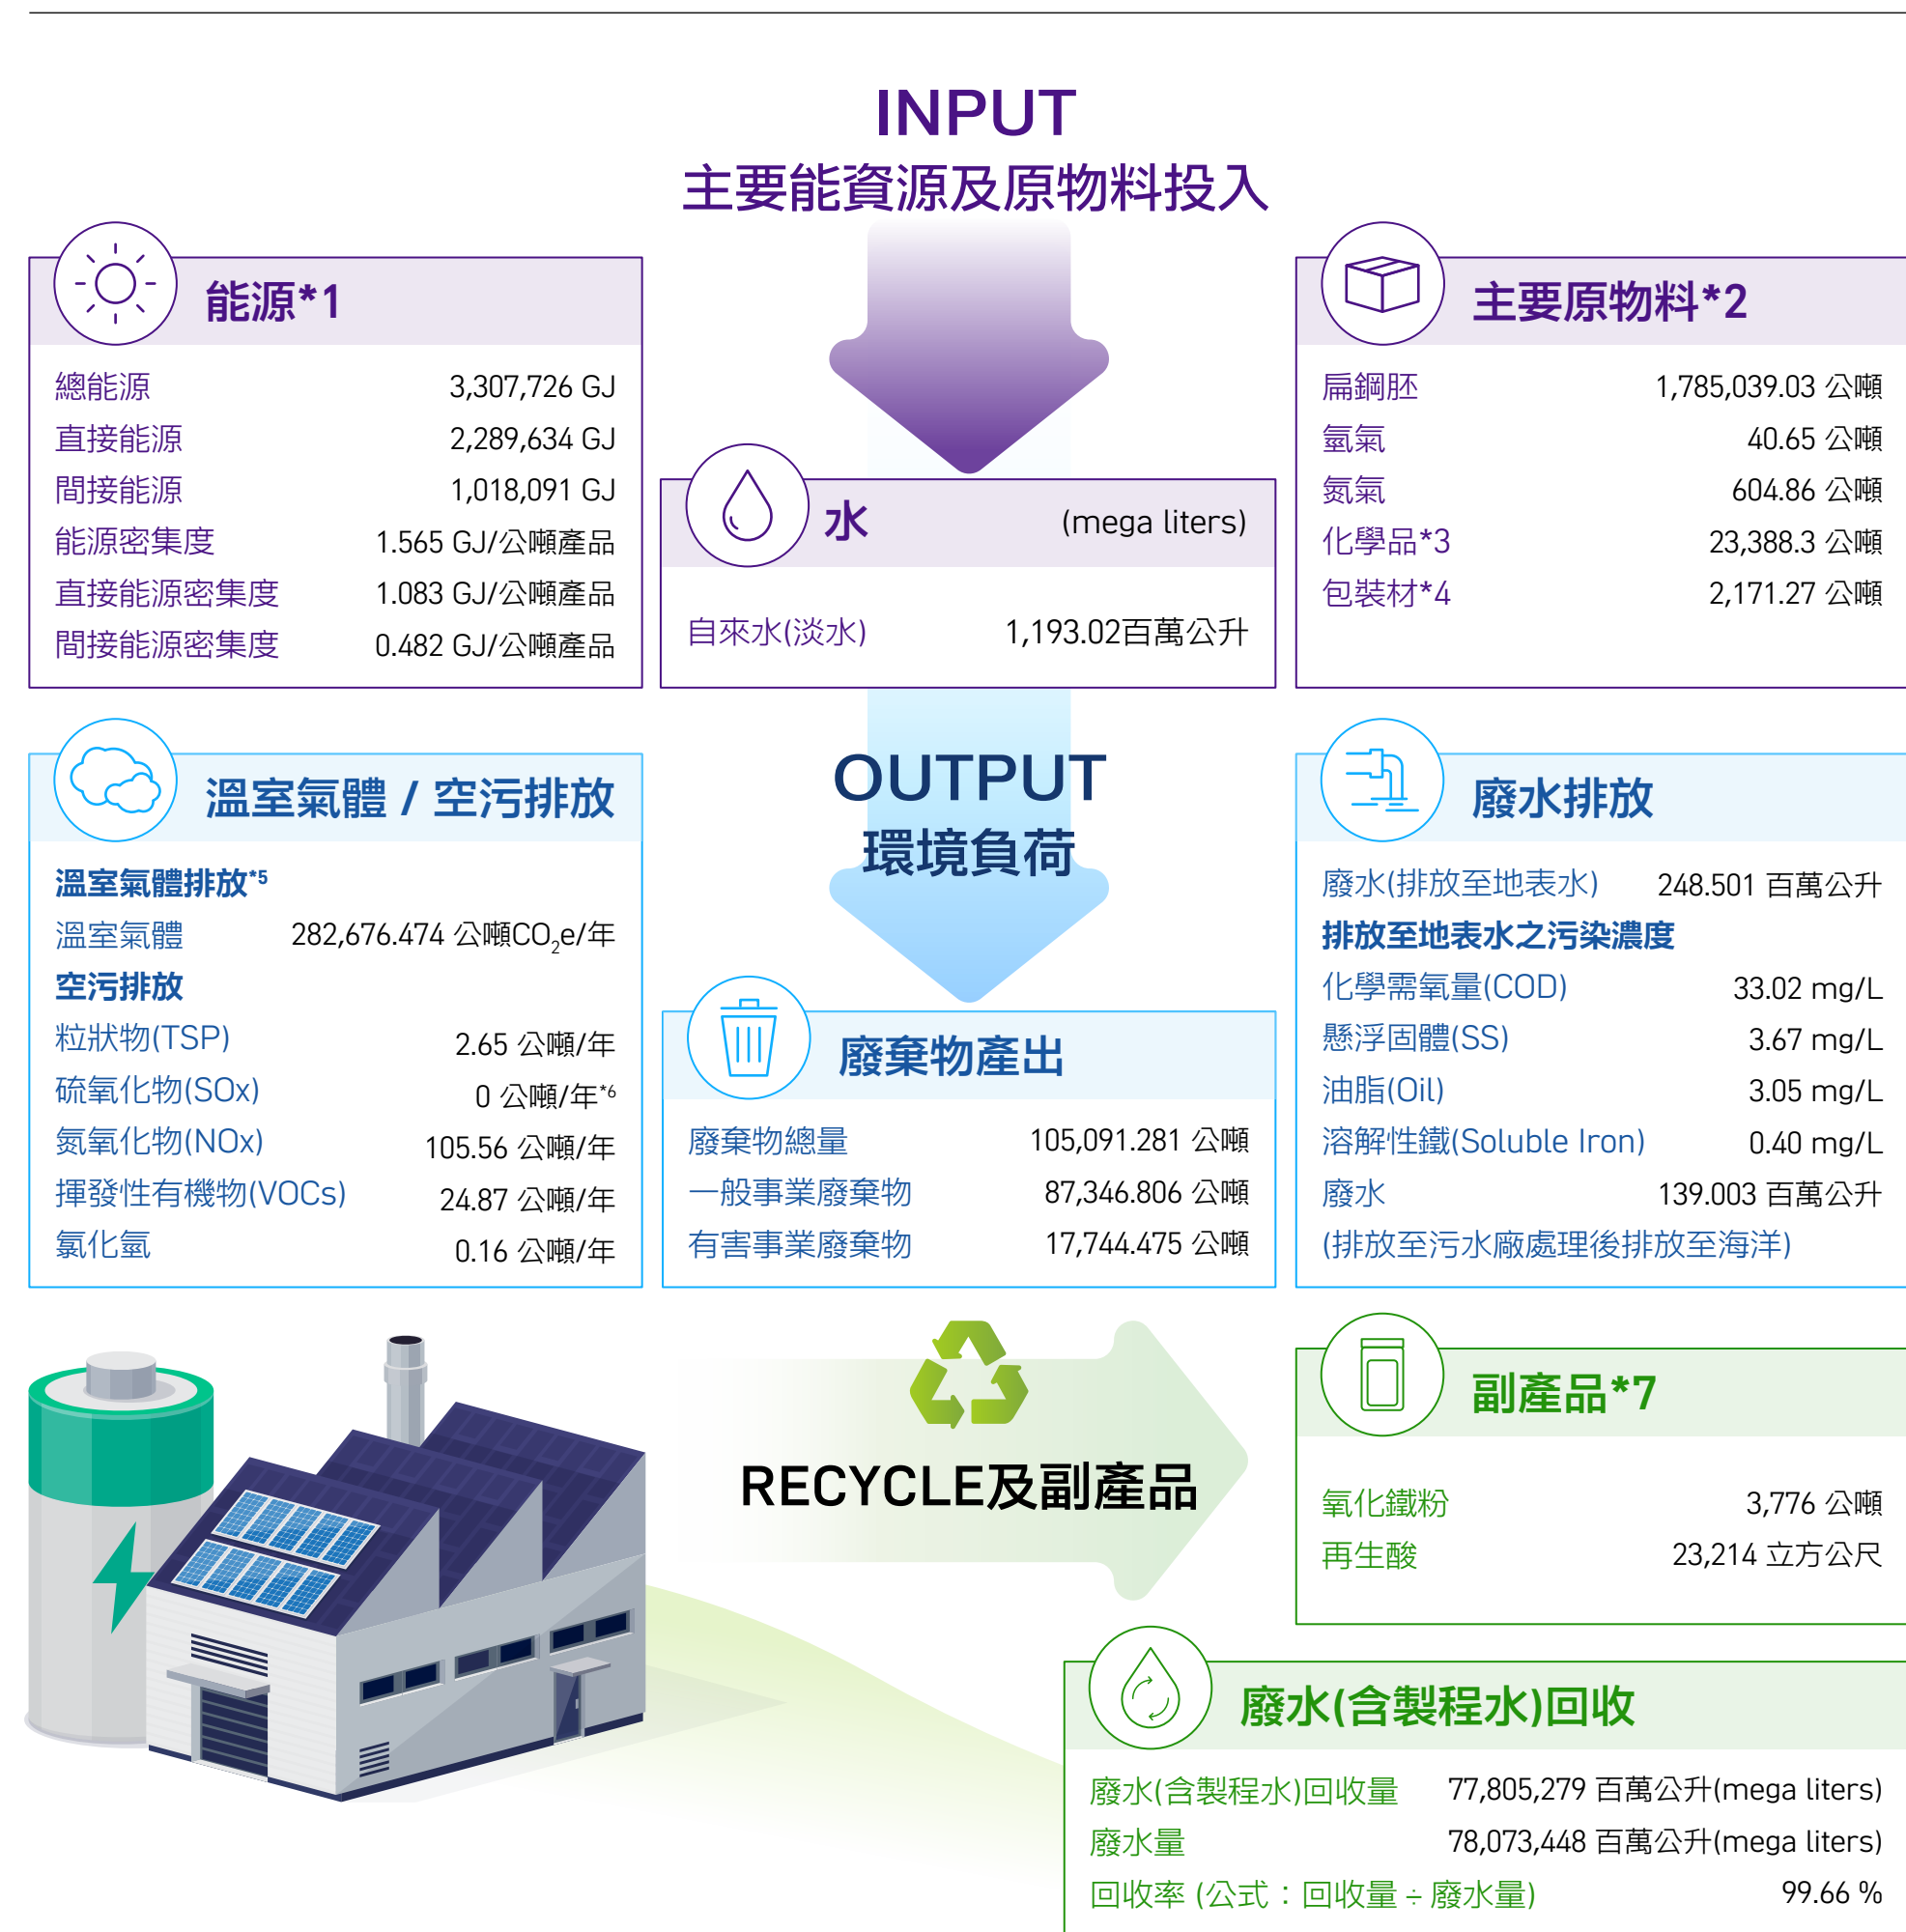 INPUT
主要能資源及原物料投入
能源*1
總能源 3,307,726 GJ
直接能源 2,289,634 GJ
間接能源 1,018,091 GJ
能源密集度 1.565 GJ/公噸產品
直接能源密集度 1.083 GJ/公噸產品
間接能源密集度 0.482 GJ/公噸產品
水 (mega liters)
自來水(淡水) 1,193.02百萬公升
主要原物料*2
扁鋼胚 1,785,039.03 公噸
氫氣 40.65 公噸
氮氣 604.86 公噸
化學品*3 23,388.3 公噸
包裝材*4 2,171.27 公噸
OUTPUT
環境負荷
溫室氣體 / 空污排放
溫室氣體排放*5
溫室氣體 282,676.474 公噸CO₂e/年
空污排放
粒狀物(TSP) 2.65 公噸/年
硫氧化物(SOx) 0 公噸/年*6
氮氧化物(NOx) 105.56 公噸/年
揮發性有機物(VOCs) 24.87 公噸/年
氯化氫 0.16 公噸/年
廢棄物產出
廢棄物總量 105,091.281 公噸
一般事業廢棄物 87,346.806 公噸
有害事業廢棄物 17,744.475 公噸
廢水排放
廢水(排放至地表水) 248.501 百萬公升
排放至地表水之污染濃度
化學需氧量(COD) 33.02 mg/L
懸浮固體(SS) 3.67 mg/L
油脂(Oil) 3.05 mg/L
溶解性鐵(Soluble Iron) 0.40 mg/L
廢水 139.003 百萬公升
(排放至污水廠處理後排放至海洋)
RECYCLE及副產品
副產品*7
氧化鐵粉 3,776 公噸
再生酸 23,214 立方公尺
廢水(含製程水)回收
廢水(含製程水)回收量 77,805,279 百萬公升(mega liters)
廢水量 78,073,448 百萬公升(mega liters)
回收率 (公式：回收量 ÷ 廢水量) 99.66 %